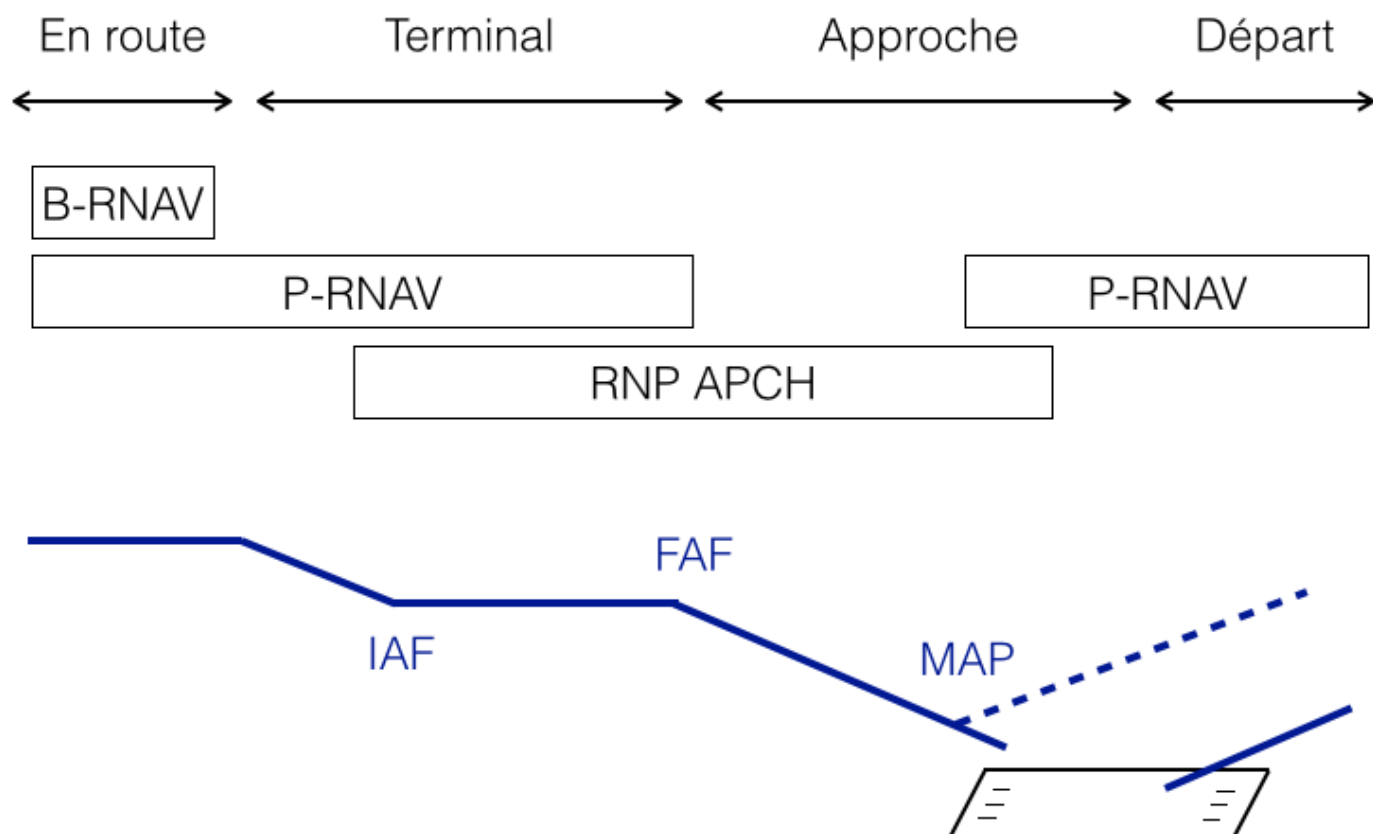 En route
Terminal
Approche
Départ
B-RNAV
P-RNAV
P-RNAV
RNP APCH
FAF
IAF
MAP